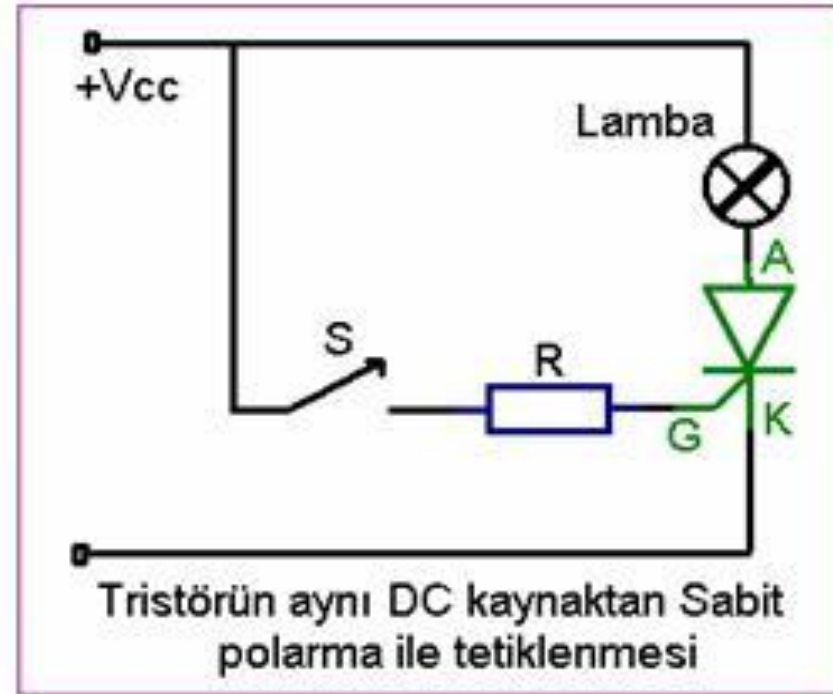 +Vcc
Lamba
A
S
R
G
K
Tristörün aynı DC kaynaktan Sabit
polarma ile tetiklenmesi